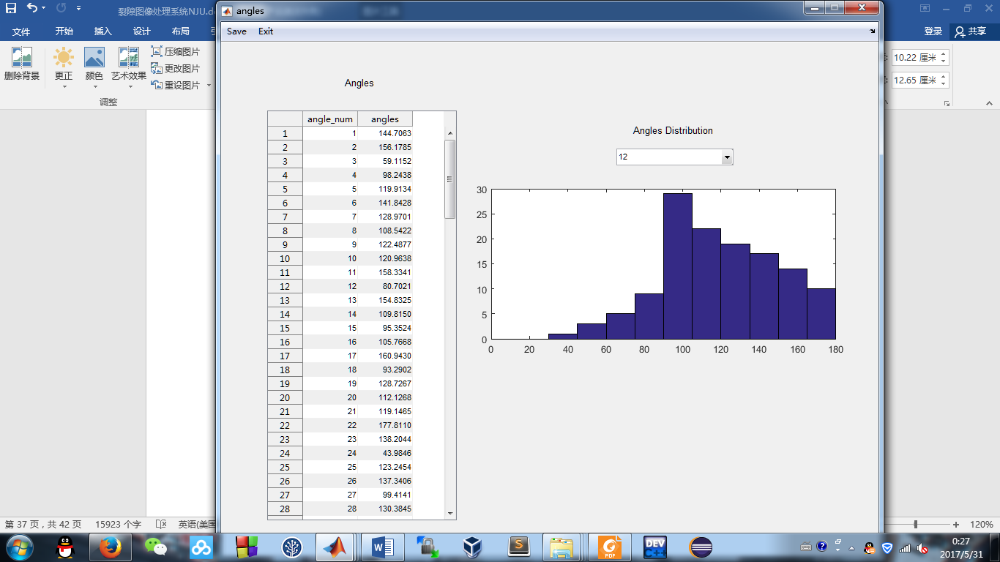 裂隙图像处理系统NJU.d
angles
文件 开始 插入 设计 布局
Save Exit
登录 共享
删除背景 更正 颜色 艺术效果
压缩图片
更改图片
重设图片
调整
10.22 厘米
12.65 厘米
Angles
angle_num angles
1 1 144.7063
2 2 156.1785
3 3 59.1152
4 4 98.2438
5 5 119.9134
6 6 141.8428
7 7 128.9701
8 8 108.5422
9 9 122.4877
10 10 120.9638
11 11 158.3341
12 12 80.7021
13 13 154.8325
14 14 109.8150
15 15 95.3524
16 16 105.7668
17 17 160.9430
18 18 93.2902
19 19 128.7267
20 20 112.1268
21 21 119.1465
22 22 177.8110
23 23 138.2044
24 24 43.9846
25 25 123.2454
26 26 137.3406
27 27 99.4141
28 28 130.3845
Angles Distribution
12
30
25
20
15
10
5
0
0 20 40 60 80 100 120 140 160 180
第 37 页，共 42 页 15923 个字 英语(美国
120%
W
S
PDF
DEV
C++
0:27
2017/5/31